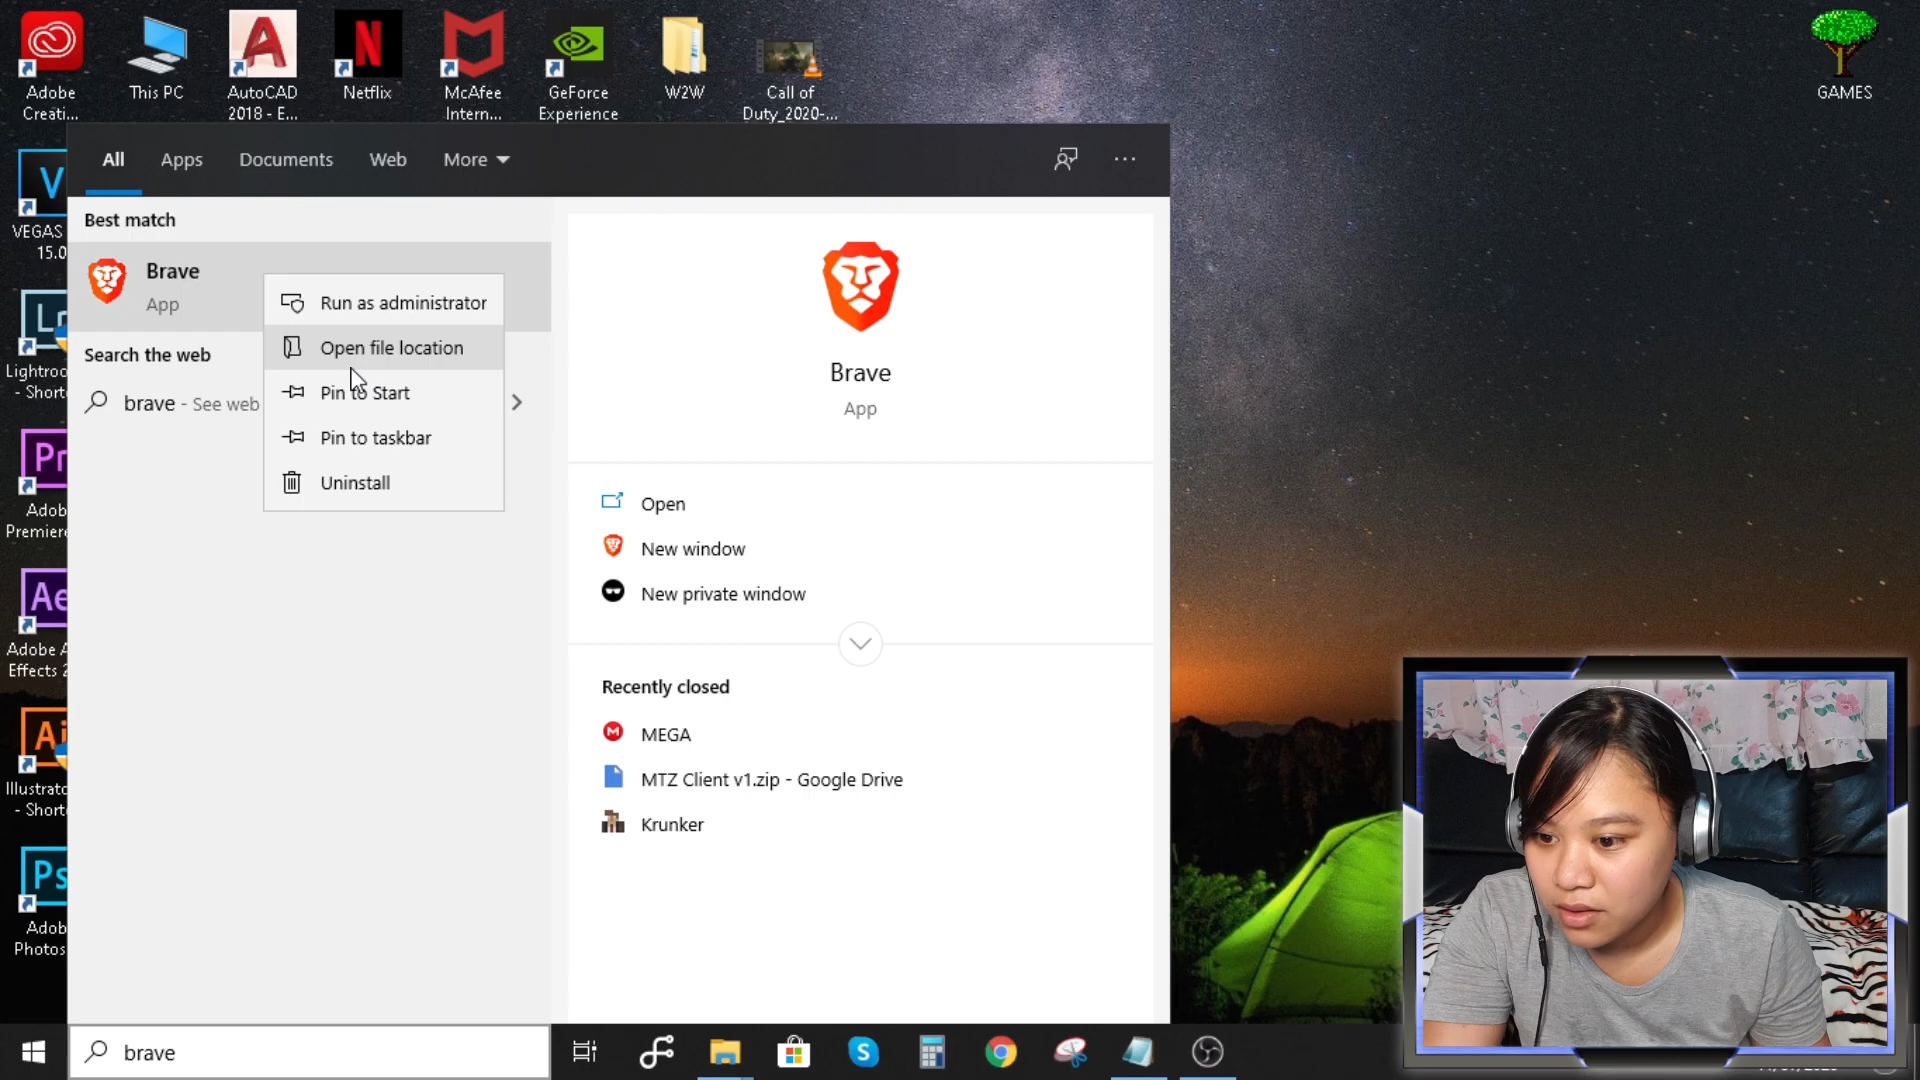 Adobe Creati...
This PC
AutoCAD 2018 - E...
Netflix
McAfee Intern...
GeForce Experience
W2W
Call of Duty_2020-...
GAMES
All
Apps
Documents
Web
More
VEGAS
15.0
Best match
Brave
App
Run as administrator
Open file location
Pin to Start
Pin to taskbar
Uninstall
Search the web
brave - See web
Lightroo
- Short
Adob
Premiere
Adobe A
Effects 2
Illustrato
- Short
Adob
Photos
Brave
App
Open
New window
New private window
Recently closed
MEGA
MTZ Client v1.zip - Google Drive
Krunker
brave